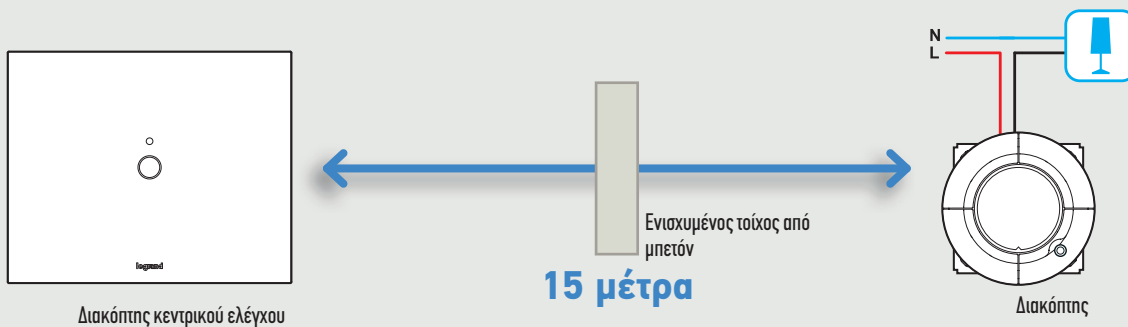 N
L
legrand
Ενισχυμένος τοίχος από
μπετόν
15 μέτρα
Διακόπτης κεντρικού ελέγχου
Διακόπτης